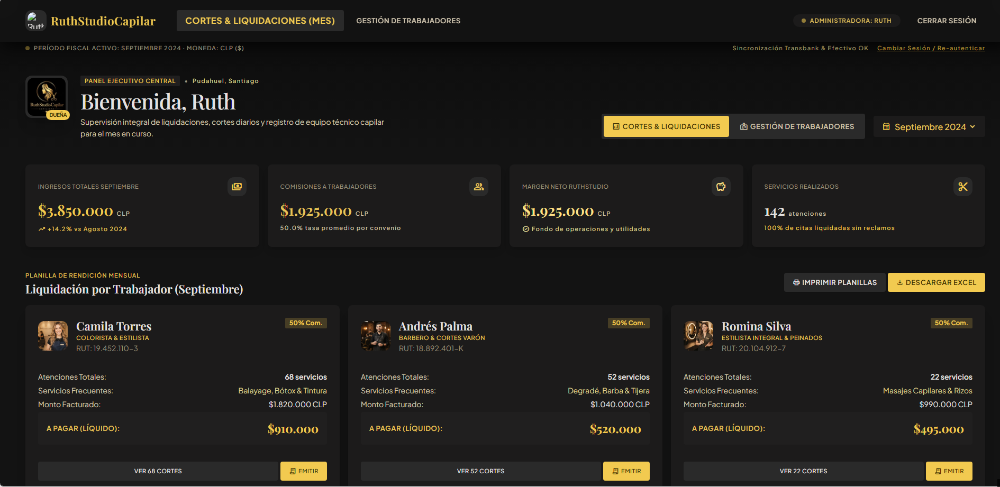 RuthStudioCapilar
CORTES & LIQUIDACIONES (MES)
GESTIÓN DE TRABAJADORES
ADMINISTRADORA: RUTH
CERRAR SESIÓN
PERÍODO FISCAL ACTIVO: SEPTIEMBRE 2024 · MONEDA: CLP ($)
Sincronización Transbank & Efectivo OK
Cambiar Sesión / Re-autenticar
RuthStudioCapilar
DUEÑA
PANEL EJECUTIVO CENTRAL • Pudahuel, Santiago
Bienvenida, Ruth
Supervisión integral de liquidaciones, cortes diarios y registro de equipo técnico capilar
para el mes en curso.
CORTES & LIQUIDACIONES
GESTIÓN DE TRABAJADORES
Septiembre 2024
INGRESOS TOTALES SEPTIEMBRE
$3.850.000 CLP
+14.2% vs Agosto 2024
COMISIONES A TRABAJADORES
$1.925.000 CLP
50.0% tasa promedio por convenio
MARGEN NETO RUTHSTUDIO
$1.925.000 CLP
Fondo de operaciones y utilidades
SERVICIOS REALIZADOS
142 atenciones
100% de citas liquidadas sin reclamos
PLANILLA DE RENDICIÓN MENSUAL
Liquidación por Trabajador (Septiembre)
IMPRIMIR PLANILLAS
DESCARGAR EXCEL
Camila Torres
COLORISTA & ESTILISTA
RUT: 19.452.110-3
50% Com.
Atenciones Totales: 68 servicios
Servicios Frecuentes: Balayage, Bótox & Tintura
Monto Facturado: $1.820.000 CLP
A PAGAR (LÍQUIDO): $910.000
VER 68 CORTES
EMITIR
Andrés Palma
BARBERO & CORTES VARÓN
RUT: 18.892.401-K
50% Com.
Atenciones Totales: 52 servicios
Servicios Frecuentes: Degradé, Barba & Tijera
Monto Facturado: $1.040.000 CLP
A PAGAR (LÍQUIDO): $520.000
VER 52 CORTES
EMITIR
Romina Silva
ESTILISTA INTEGRAL & PEINADOS
RUT: 20.104.912-7
50% Com.
Atenciones Totales: 22 servicios
Servicios Frecuentes: Masajes Capilares & Rizos
Monto Facturado: $990.000 CLP
A PAGAR (LÍQUIDO): $495.000
VER 22 CORTES
EMITIR